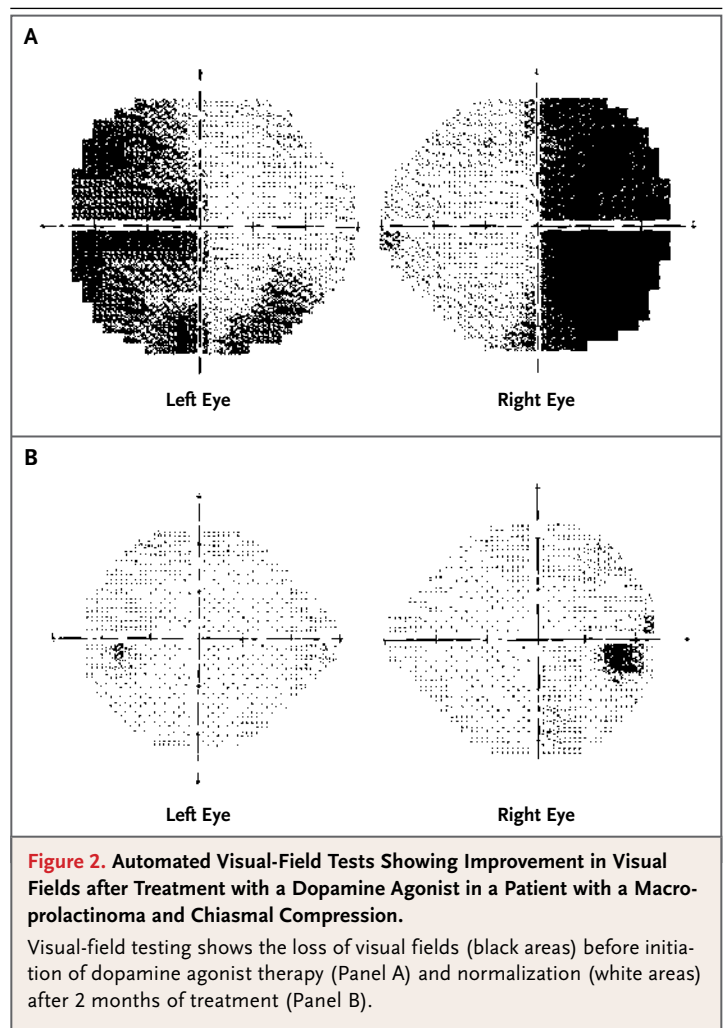 A
Left Eye
Right Eye
B
Left Eye
Right Eye
Figure 2. Automated Visual-Field Tests Showing Improvement in Visual
Fields after Treatment with a Dopamine Agonist in a Patient with a Macro-
prolactinoma and Chiasmal Compression.
Visual-field testing shows the loss of visual fields (black areas) before initia-
tion of dopamine agonist therapy (Panel A) and normalization (white areas)
after 2 months of treatment (Panel B).